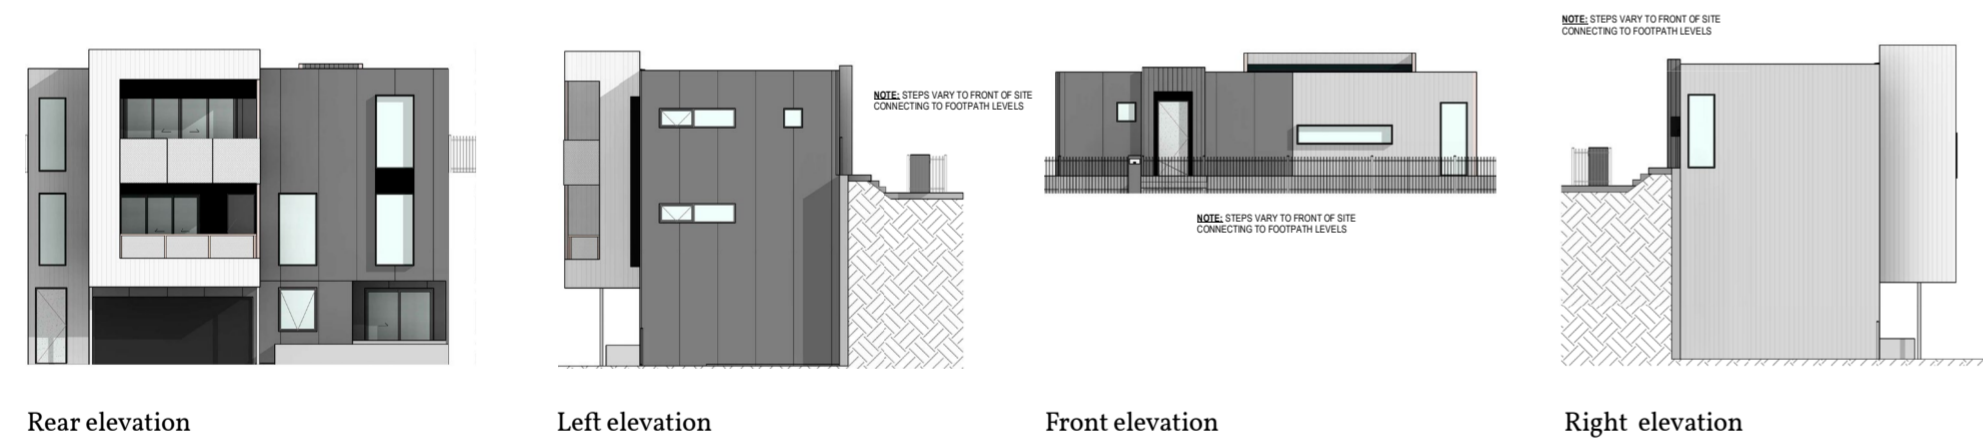 NOTE: STEPS VARY TO FRONT OF SITE
CONNECTING TO FOOTPATH LEVELS
NOTE: STEPS VARY TO FRONT OF SITE
CONNECTING TO FOOTPATH LEVELS
NOTE: STEPS VARY TO FRONT OF SITE
CONNECTING TO FOOTPATH LEVELS
Rear elevation
Left elevation
Front elevation
Right elevation